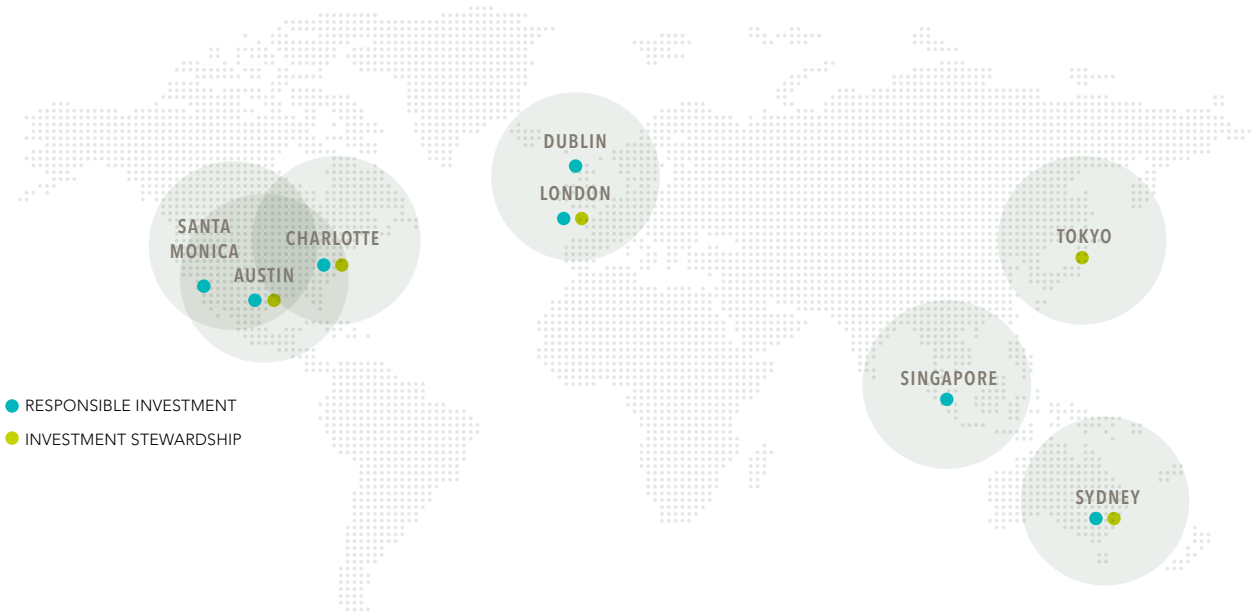 DUBLIN
LONDON
SANTA
MONICA
CHARLOTTE
AUSTIN
TOKYO
SINGAPORE
SYDNEY
RESPONSIBLE INVESTMENT
INVESTMENT STEWARDSHIP